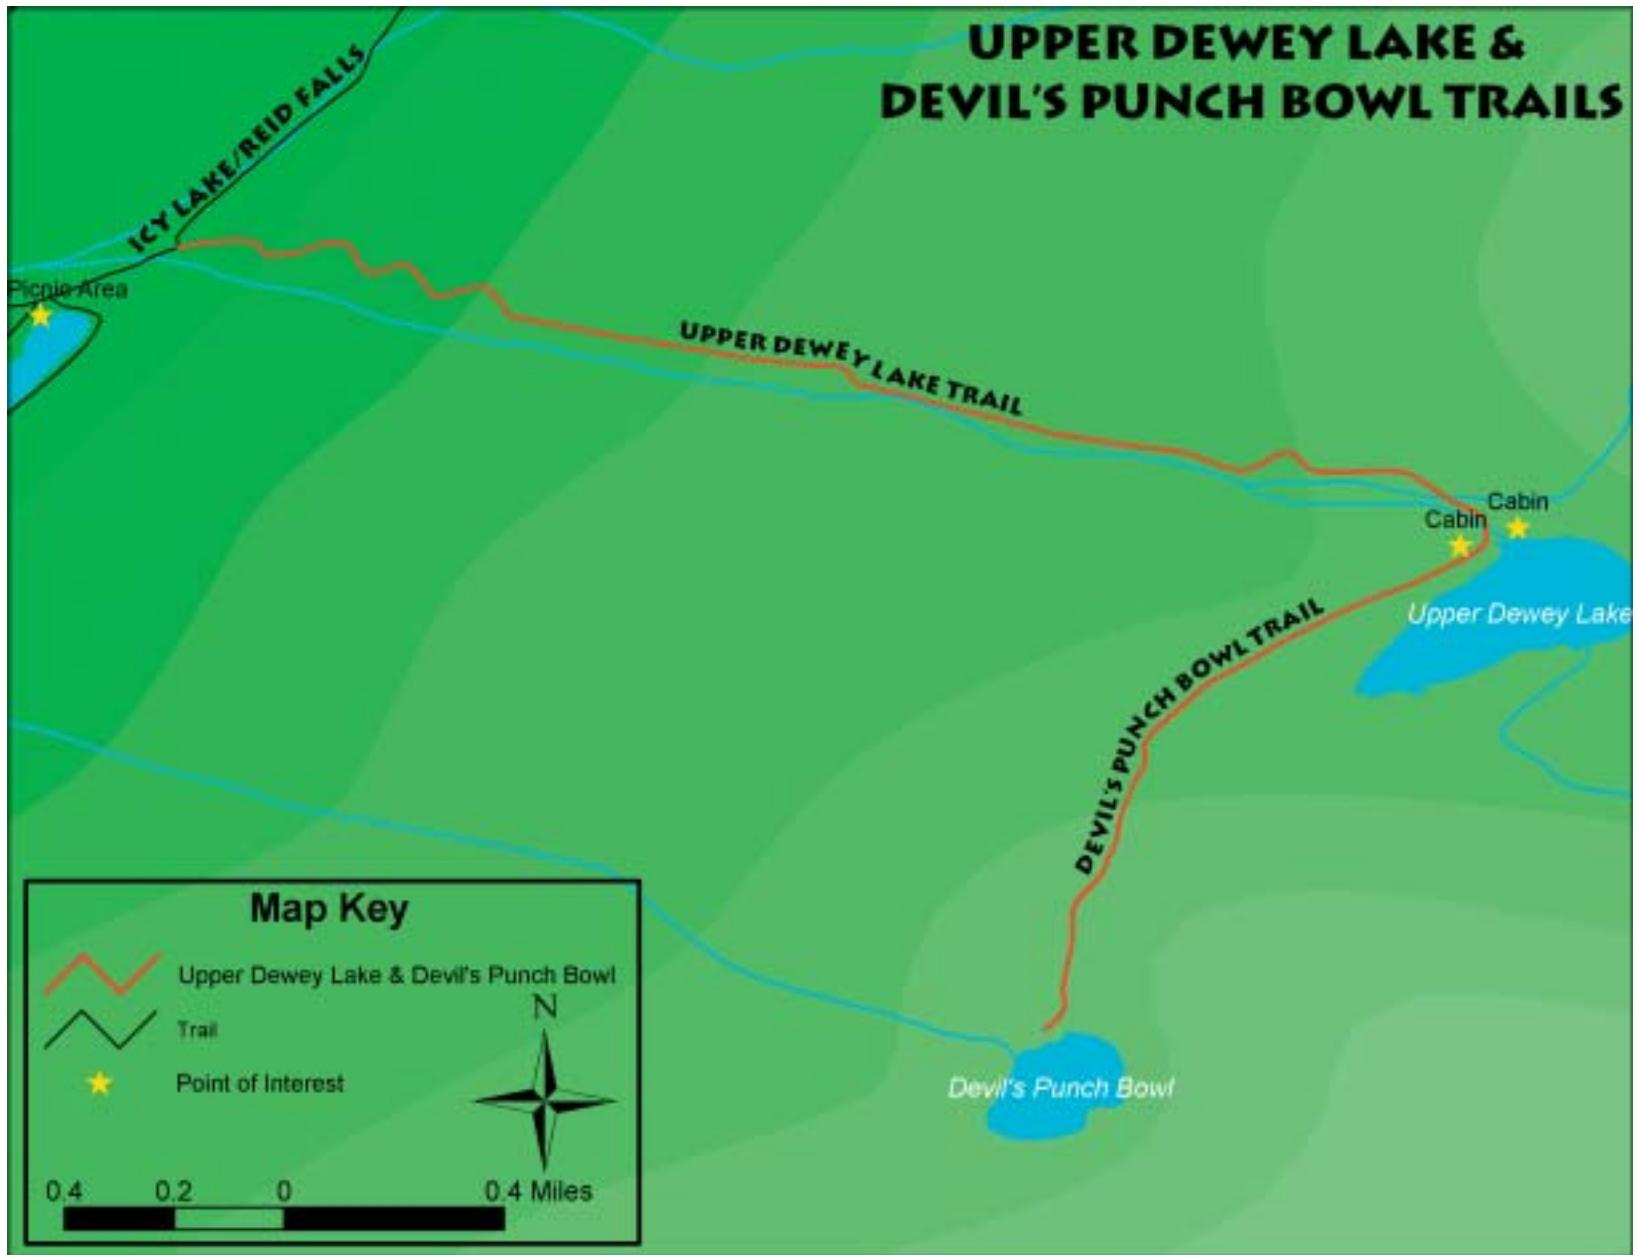 UPPER DEWEY LAKE &
DEVIL'S PUNCH BOWL TRAILS
ICY LAKE/REID FALLS
Picnic Area
UPPER DEWEY LAKE TRAIL
Cabin
Cabin
Upper Dewey Lake
DEVIL'S PUNCH BOWL TRAIL
Devil's Punch Bowl
Map Key
Upper Dewey Lake & Devil's Punch Bowl
N
Trail
Point of Interest
0.4 0.2 0 0.4 Miles